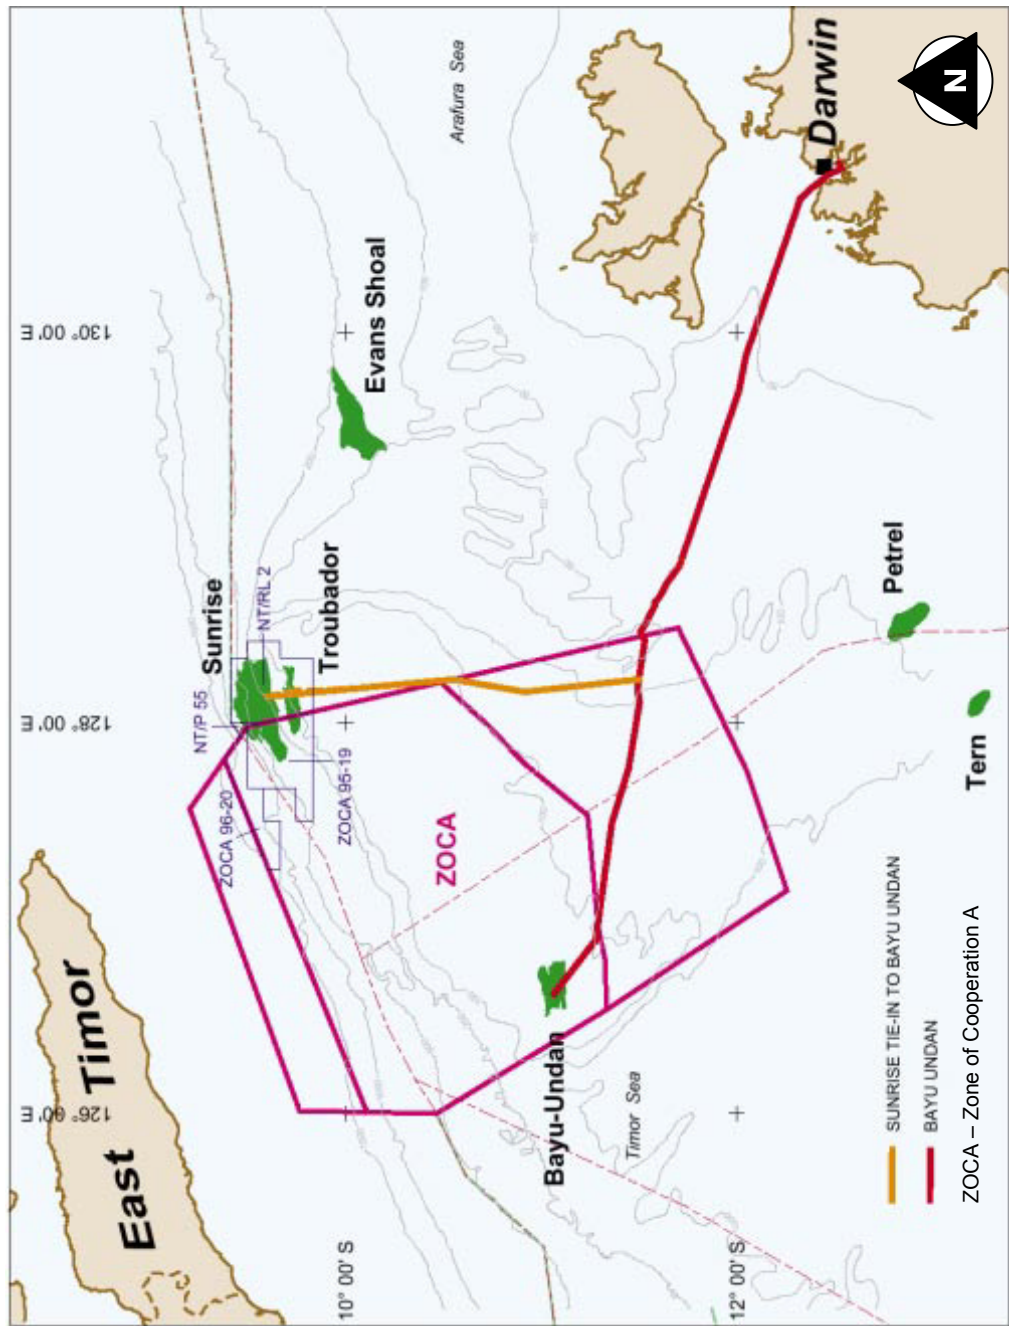 East Timor
126° 00' E
128° 00' E
130° 00' E
NT/P 55
Sunrise
ZOCA 96-20
NT/RL 2
Troubador
ZOCA 95-19
Evans Shoal
Arafura Sea
10° 00' S
ZOCA
Bayu-Undan
Timor Sea
12° 00' S
Darwin
N
Petrel
Tern
SUNRISE TIE-IN TO BAYU UNDAN
BAYU UNDAN
ZOCA – Zone of Cooperation A